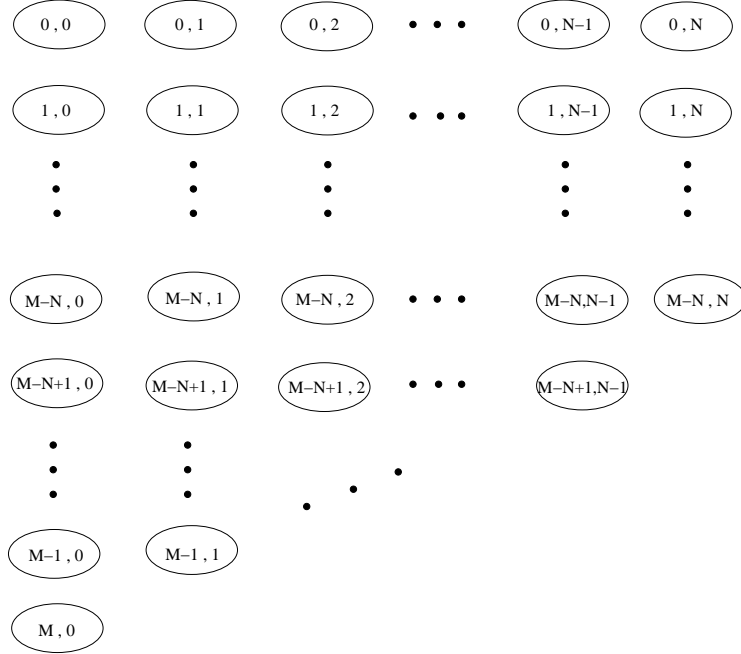 0 , 0 0 , 1 0 , 2 0 , N−1 0 , N
1 , 0 1 , 1 1 , 2 1 , N−1 1 , N
M−N , 0 M−N , 1 M−N , 2 M−N,N−1 M−N , N
M−N+1 , 0 M−N+1 , 1 M−N+1 , 2 M−N+1,N−1
M−1 , 0 M−1 , 1
M , 0